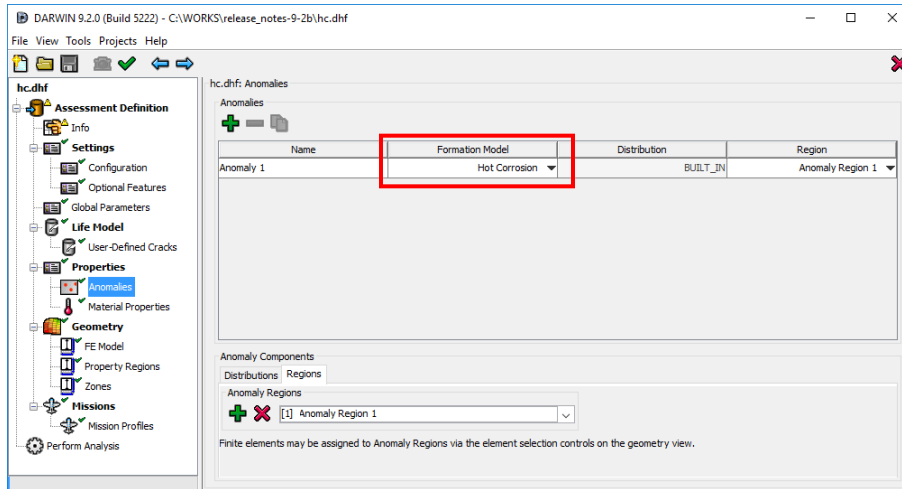 DARWIN 9.2.0 (Build 5222) - C:\WORKS\release_notes-9-2b\hc.dhf
File View Tools Projects Help
hc.dhf
Assessment Definition
Info
Settings
Configuration
Optional Features
Global Parameters
Life Model
User-Defined Cracks
Properties
Anomalies
Material Properties
Geometry
FE Model
Property Regions
Zones
Missions
Mission Profiles
Perform Analysis
hc.dhf: Anomalies
Anomalies
Name Formation Model Distribution Region
Anomaly 1 Hot Corrosion BUILT_IN Anomaly Region 1
Anomaly Components
Distributions Regions
Anomaly Regions
[1] Anomaly Region 1
Finite elements may be assigned to Anomaly Regions via the element selection controls on the geometry view.